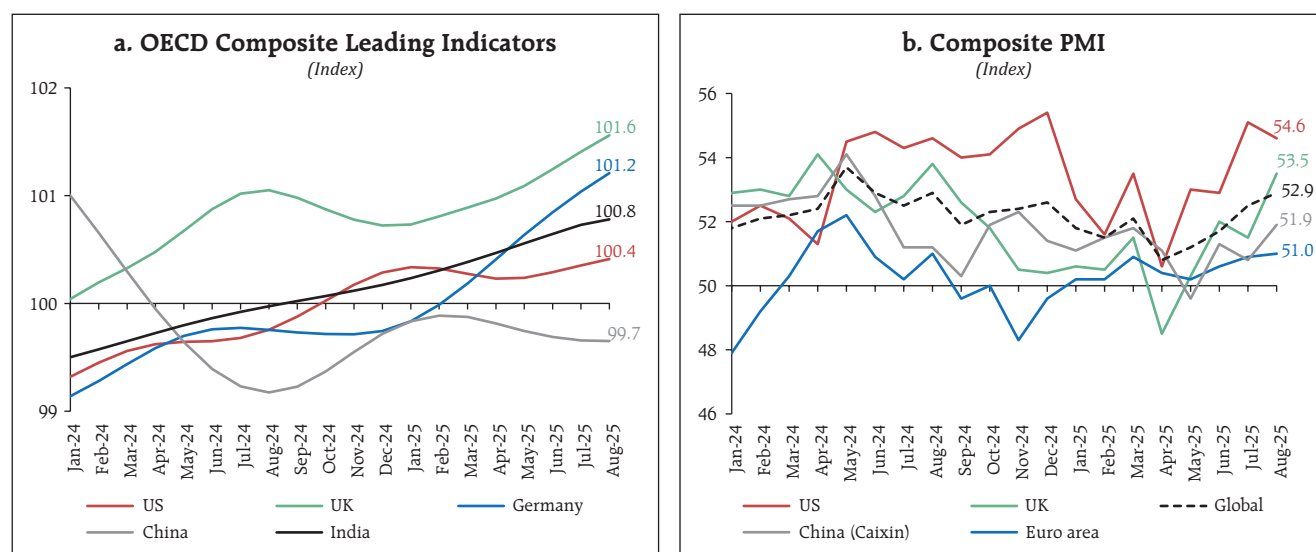 a. OECD Composite Leading Indicators
(Index)
102
101
100
99
101.6
101.2
100.8
100.4
99.7
Jan-24
Feb-24
Mar-24
Apr-24
May-24
Jun-24
Jul-24
Aug-24
Sep-24
Oct-24
Nov-24
Dec-24
Jan-25
Feb-25
Mar-25
Apr-25
May-25
Jun-25
Jul-25
Aug-25
US UK Germany
China India
b. Composite PMI
(Index)
56
54
52
50
48
46
54.6
53.5
52.9
51.9
51.0
Jan-24
Feb-24
Mar-24
Apr-24
May-24
Jun-24
Jul-24
Aug-24
Sep-24
Oct-24
Nov-24
Dec-24
Jan-25
Feb-25
Mar-25
Apr-25
May-25
Jun-25
Jul-25
Aug-25
US UK Global
China (Caixin) Euro area